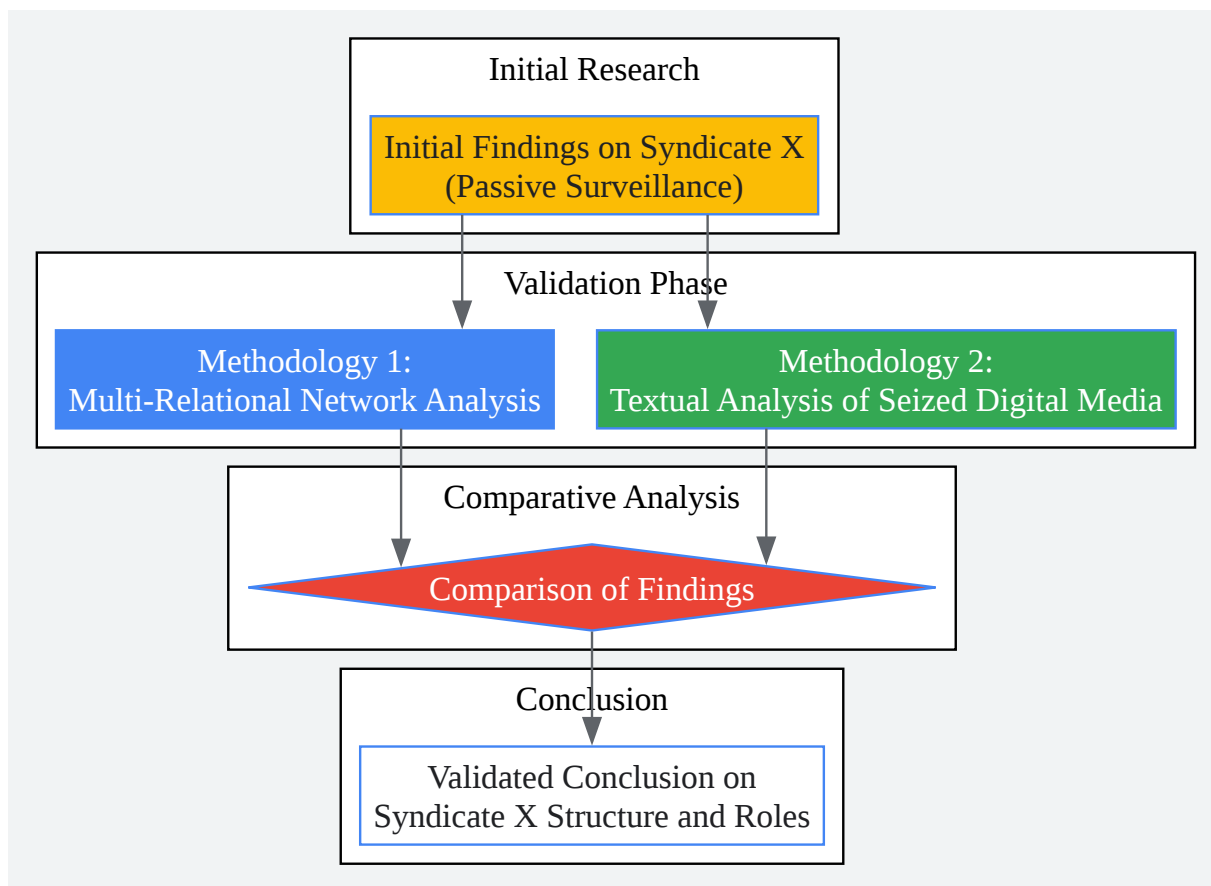 Initial Research
Initial Findings on Syndicate X
(Passive Surveillance)
Validation Phase
Methodology 1:
Multi-Relational Network Analysis
Methodology 2:
Textual Analysis of Seized Digital Media
Comparative Analysis
Comparison of Findings
Conclusion
Validated Conclusion on
Syndicate X Structure and Roles